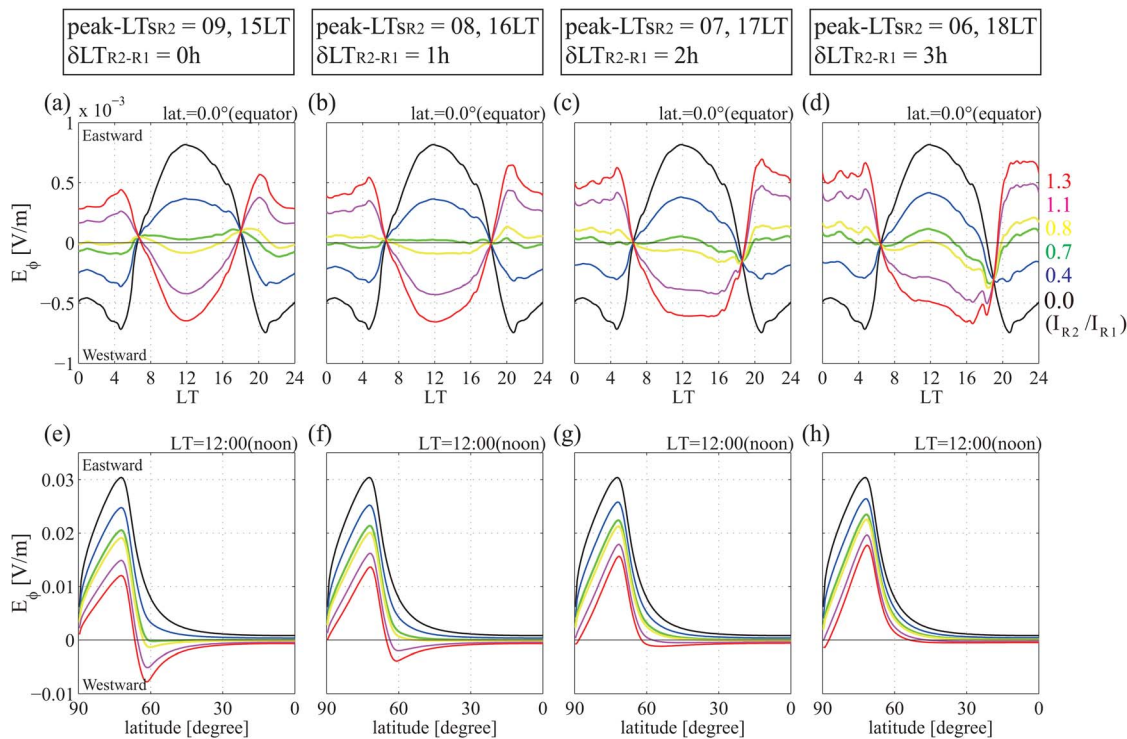 peak-LTsR2 = 09, 15LT
δLTR2-R1 = 0h
peak-LTsR2 = 08, 16LT
δLTR2-R1 = 1h
peak-LTsR2 = 07, 17LT
δLTR2-R1 = 2h
peak-LTsR2 = 06, 18LT
δLTR2-R1 = 3h
(a) x 10⁻³ lat.=0.0°(equator)
(b) lat.=0.0°(equator)
(c) lat.=0.0°(equator)
(d) lat.=0.0°(equator)
Eastward
Westward
Eϕ [V/m]
1
0.5
0
−0.5
−1
0 4 8 12 16 20 24
LT
0 4 8 12 16 20 24
LT
0 4 8 12 16 20 24
LT
0 4 8 12 16 20 24
LT
1.3
1.1
0.8
0.7
0.4
0.0
(IR2 /IR1)
(e) LT=12:00(noon)
(f) LT=12:00(noon)
(g) LT=12:00(noon)
(h) LT=12:00(noon)
Eastward
Westward
Eϕ [V/m]
0.03
0.02
0.01
0
−0.01
90 60 30 0
latitude [degree]
90 60 30 0
latitude [degree]
90 60 30 0
latitude [degree]
90 60 30 0
latitude [degree]